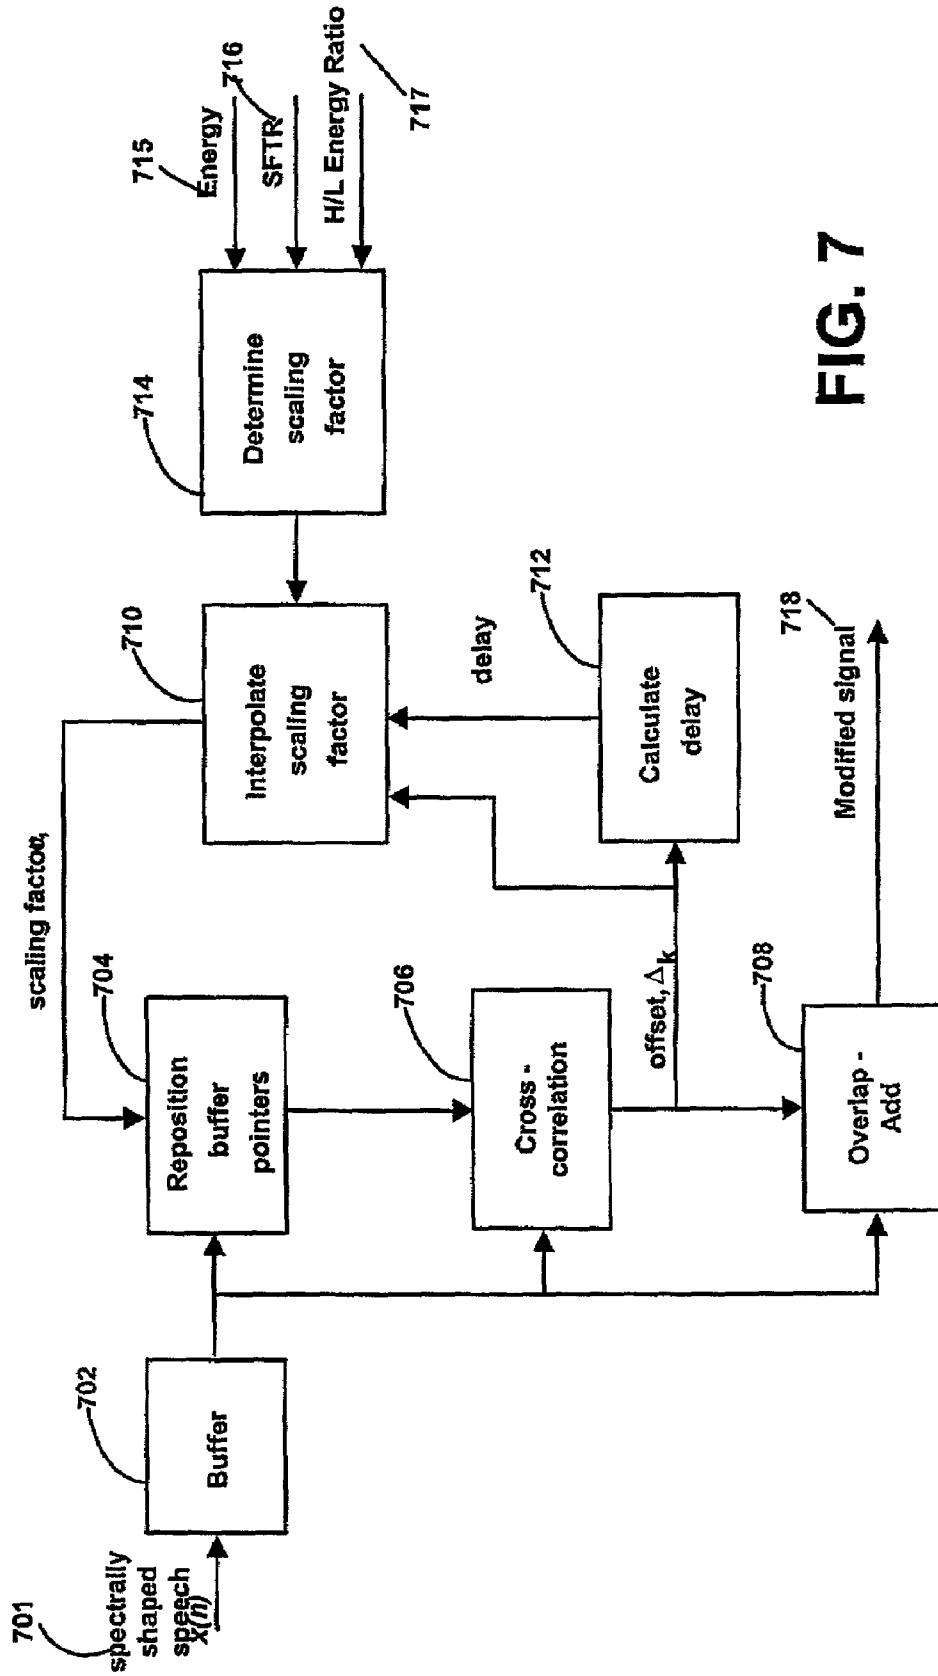 701
spectrally
shaped
speech
x(n)
702
Buffer
scaling factorα,
704
Reposition
buffer
pointers
706
Cross -
correlation
offset, Δk
708
Overlap -
Add
710
Interpolate
scaling
factor
delay
712
Calculate
delay
718
Modified signal
714
Determine
scaling
factor
715
Energy
716
SFTR
H/L Energy Ratio
717
FIG. 7